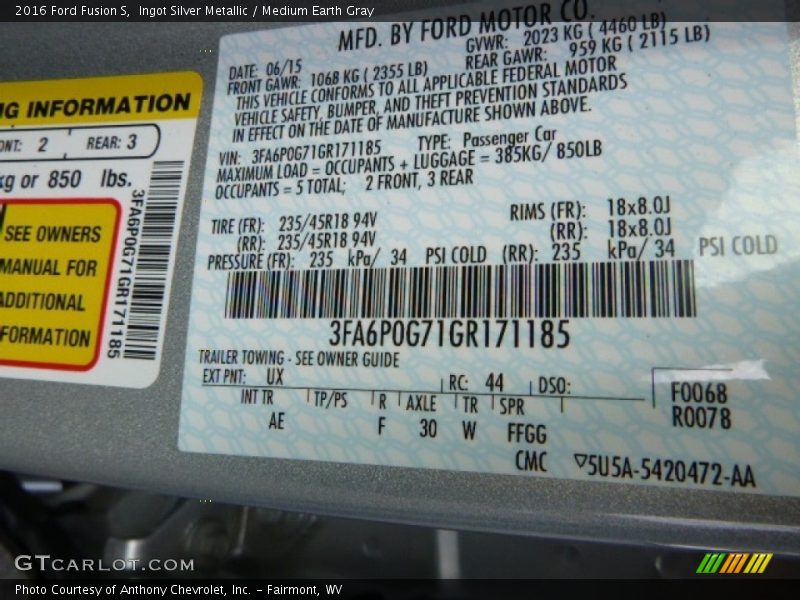 2016 Ford Fusion S,  Ingot Silver Metallic / Medium Earth Gray
MFD. BY FORD MOTOR CO.
DATE: 06/15
GVWR: 2023 KG ( 4460 LB)
FRONT GAWR: 1068 KG ( 2355 LB)
REAR GAWR: 959 KG ( 2115 LB)
THIS VEHICLE CONFORMS TO ALL APPLICABLE FEDERAL MOTOR
VEHICLE SAFETY, BUMPER, AND THEFT PREVENTION STANDARDS
IN EFFECT ON THE DATE OF MANUFACTURE SHOWN ABOVE.
VIN: 3FA6P0G71GR171185 TYPE: Passenger Car
MAXIMUM LOAD = OCCUPANTS + LUGGAGE = 385KG/ 850LB
OCCUPANTS = 5 TOTAL; 2 FRONT, 3 REAR
TIRE (FR): 235/45R18 94V RIMS (FR): 18x8.0J
(RR): 235/45R18 94V (RR): 18x8.0J
PRESSURE (FR): 235 kPa/ 34 PSI COLD (RR): 235 kPa/ 34 PSI COLD
3FA6P0G71GR171185
TRAILER TOWING - SEE OWNER GUIDE
EXT PNT: UX RC: 44 DSO:
F0068
R0078
INT TR TP/PS R AXLE TR SPR
AE F 30 W FFGG
CMC ▽5U5A-5420472-AA
NG INFORMATION
ONT: 2 REAR: 3
kg or 850 lbs.
SEE OWNERS
MANUAL FOR
ADDITIONAL
FORMATION
3FA6P0G71GR171185
GTCARLOT.COM
Photo Courtesy of Anthony Chevrolet, Inc. – Fairmont, WV